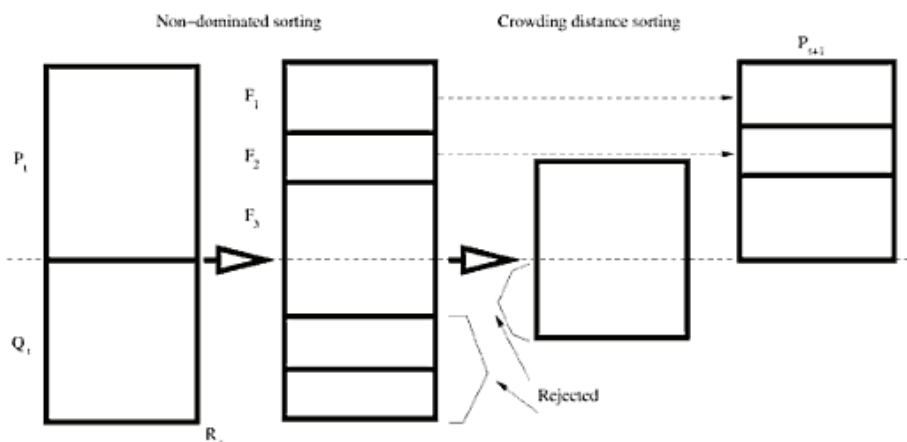 Non-dominated sorting
Crowding distance sorting
P t+1
F 1
P t
F 2
F 3
Q t
Rejected
R